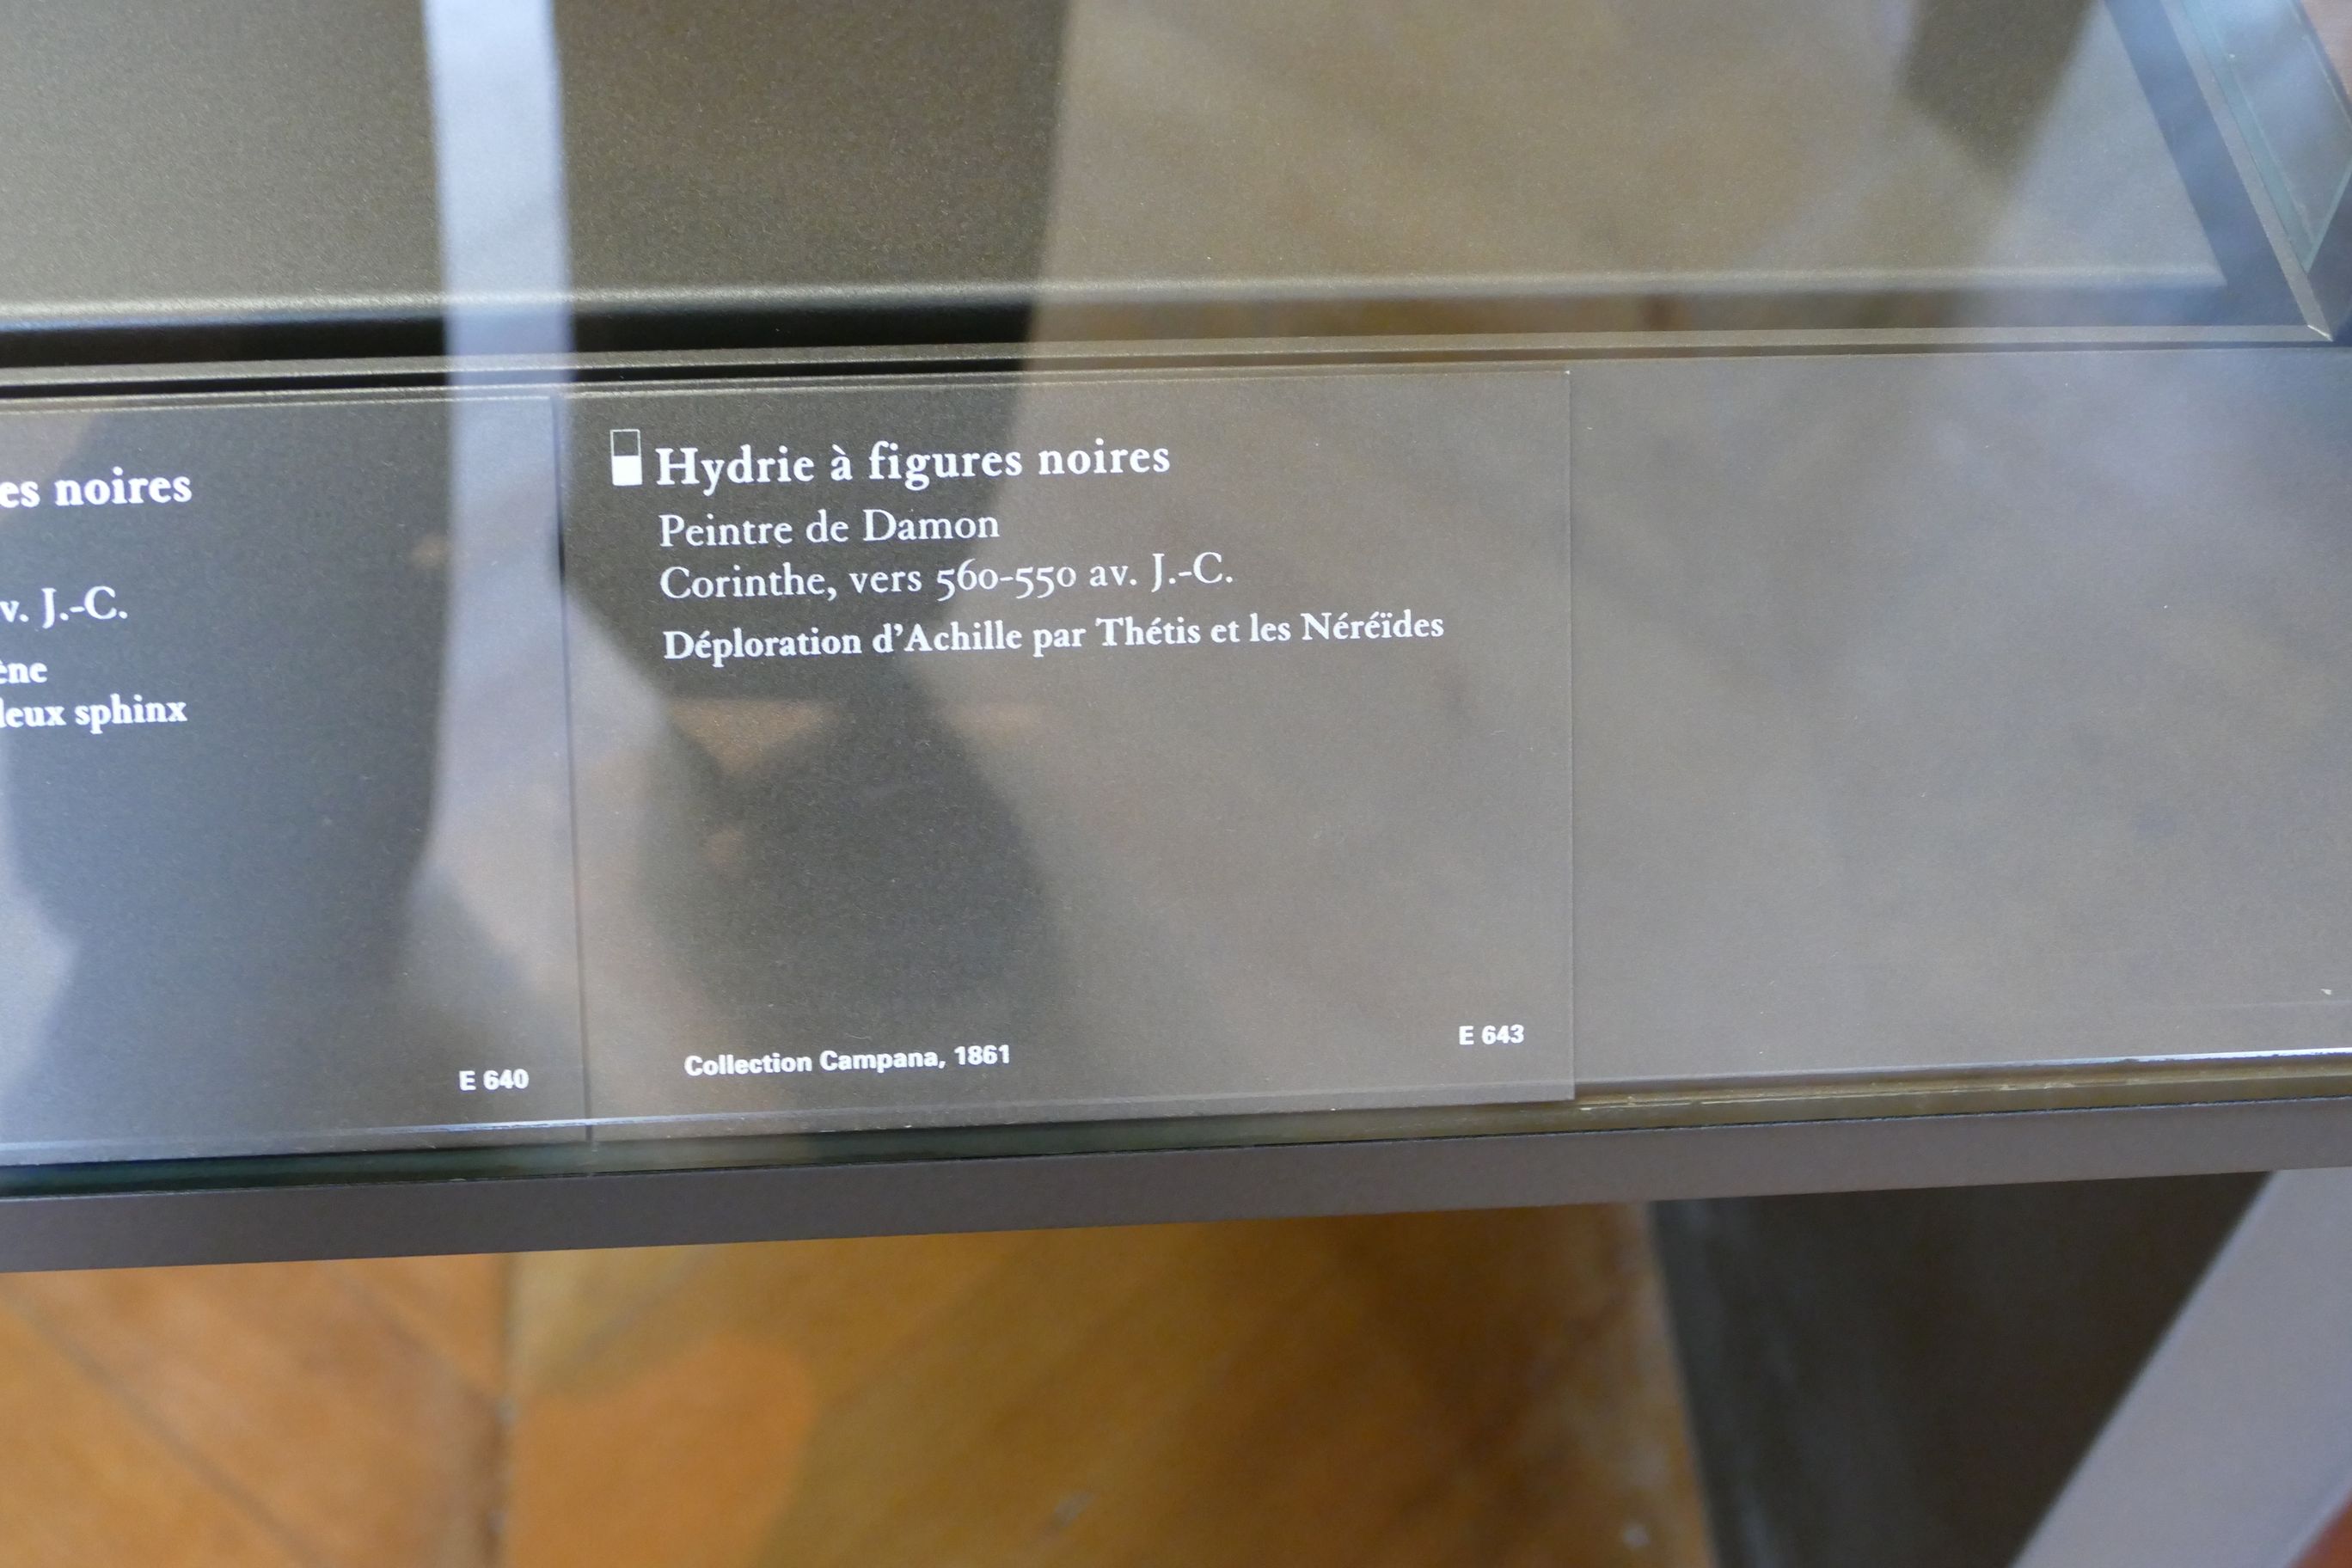 es noires
v. J.-C.
ène
deux sphinx
E 640
Hydrie à figures noires
Peintre de Damon
Corinthe, vers 560-550 av. J.-C.
Déploration d'Achille par Thétis et les Néréïdes
Collection Campana, 1861
E 643